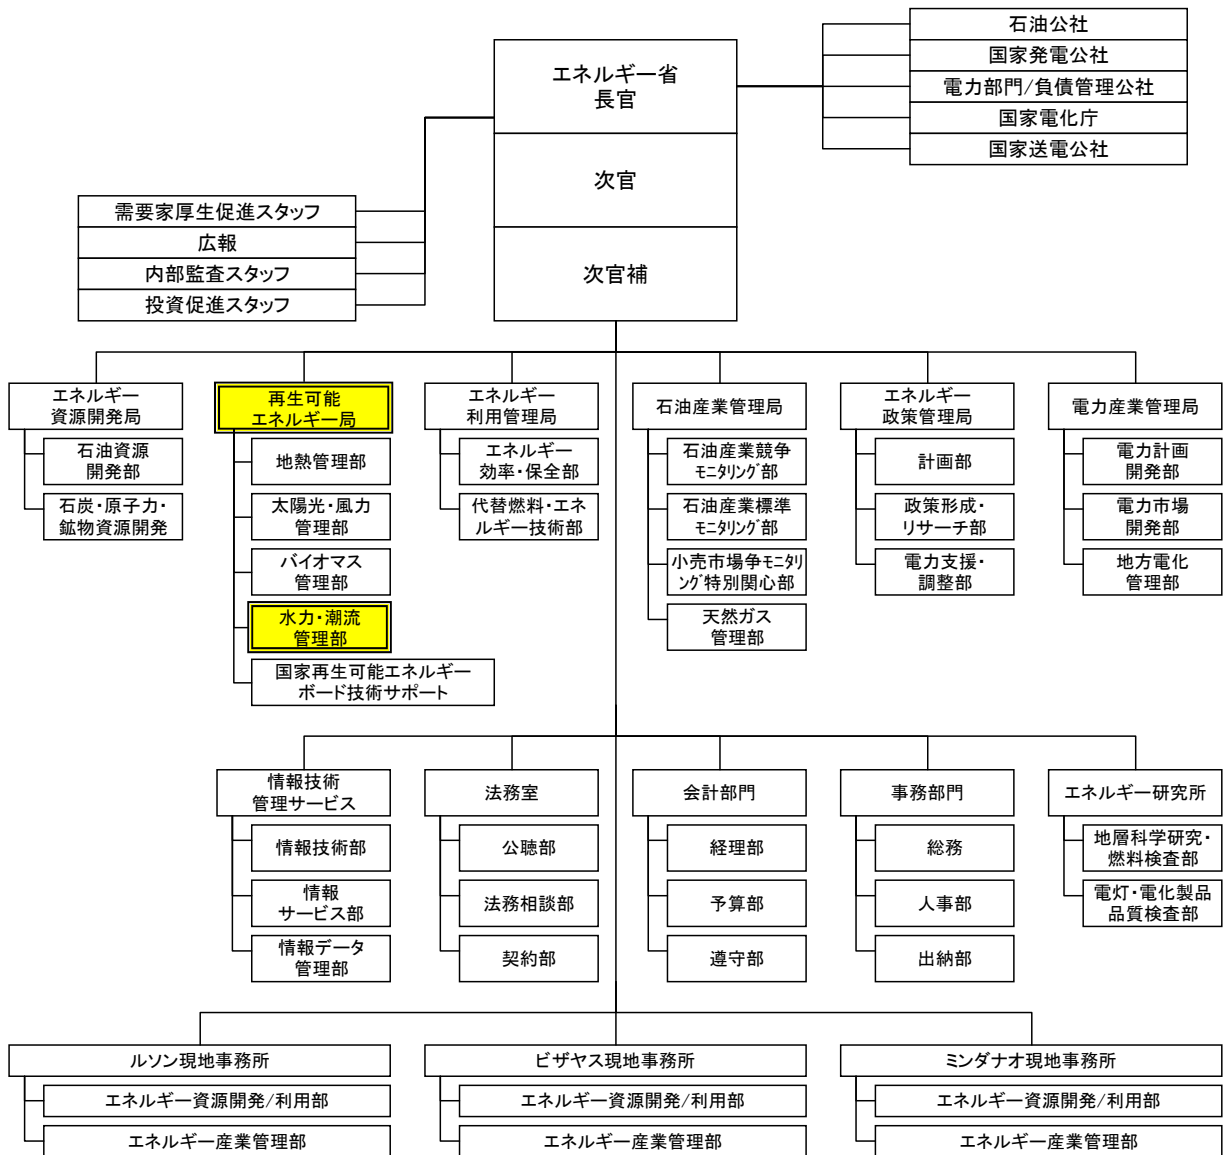 石油公社
国家発電公社
電力部門/負債管理公社
国家電化庁
国家送電公社
エネルギー省
長官
次官
次官補
需要家厚生促進スタッフ
広報
内部監査スタッフ
投資促進スタッフ
エネルギー
資源開発局
石油資源
開発部
石炭・原子力・
鉱物資源開発
再生可能
エネルギー局
地熱管理部
太陽光・風力
管理部
バイオマス
管理部
水力・潮流
管理部
国家再生可能エネルギー
ボード技術サポート
エネルギー
利用管理局
エネルギー
効率・保全部
代替燃料・エネ
ルギー技術部
石油産業管理局
石油産業競争
ﾓﾆﾀﾘﾝｸﾞ部
石油産業標準
ﾓﾆﾀﾘﾝｸﾞ部
小売市場争ﾓﾆﾀﾘ
ﾝｸﾞ特別関心部
天然ガス
管理部
エネルギー
政策管理局
計画部
政策形成・
リサーチ部
電力支援・
調整部
電力産業管理局
電力計画
開発部
電力市場
開発部
地方電化
管理部
情報技術
管理サービス
情報技術部
情報
サービス部
情報データ
管理部
法務室
公聴部
法務相談部
契約部
会計部門
経理部
予算部
遵守部
事務部門
総務
人事部
出納部
エネルギー研究所
地層科学研究・
燃料検査部
電灯・電化製品
品質検査部
ルソン現地事務所
エネルギー資源開発/利用部
エネルギー産業管理部
ビザヤス現地事務所
エネルギー資源開発/利用部
エネルギー産業管理部
ミンダナオ現地事務所
エネルギー資源開発/利用部
エネルギー産業管理部